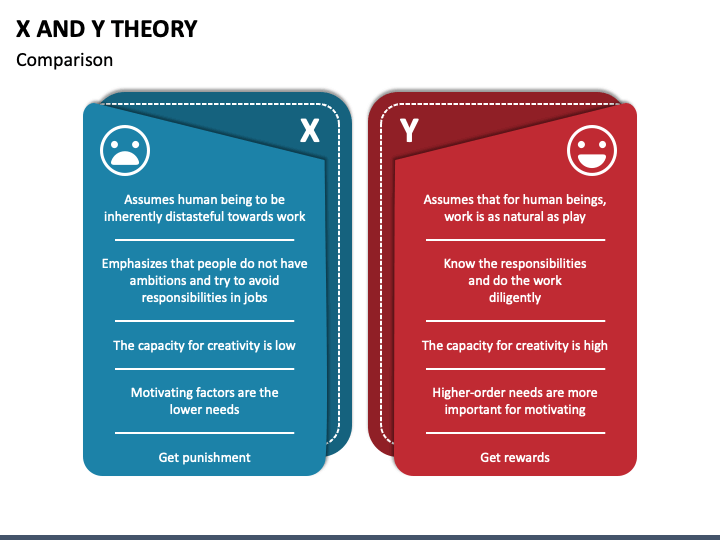 X AND Y THEORY
Comparison
X
Assumes human being to be
inherently distasteful towards work
Emphasizes that people do not have
ambitions and try to avoid
responsibilities in jobs
The capacity for creativity is low
Motivating factors are the
lower needs
Get punishment
Y
Assumes that for human beings,
work is as natural as play
Know the responsibilities
and do the work
diligently
The capacity for creativity is high
Higher-order needs are more
important for motivating
Get rewards